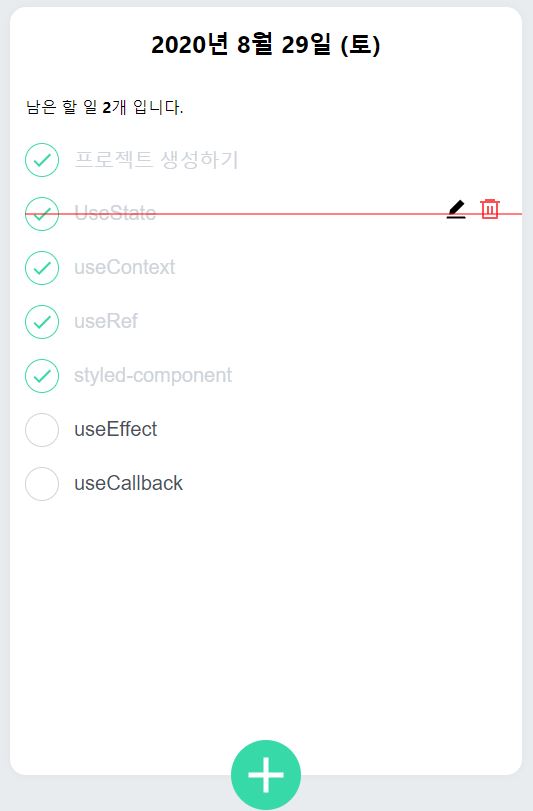 2020년 8월 29일 (토)
남은 할 일 2개 입니다.
프로젝트 생성하기
UseState
useContext
useRef
styled-component
useEffect
useCallback